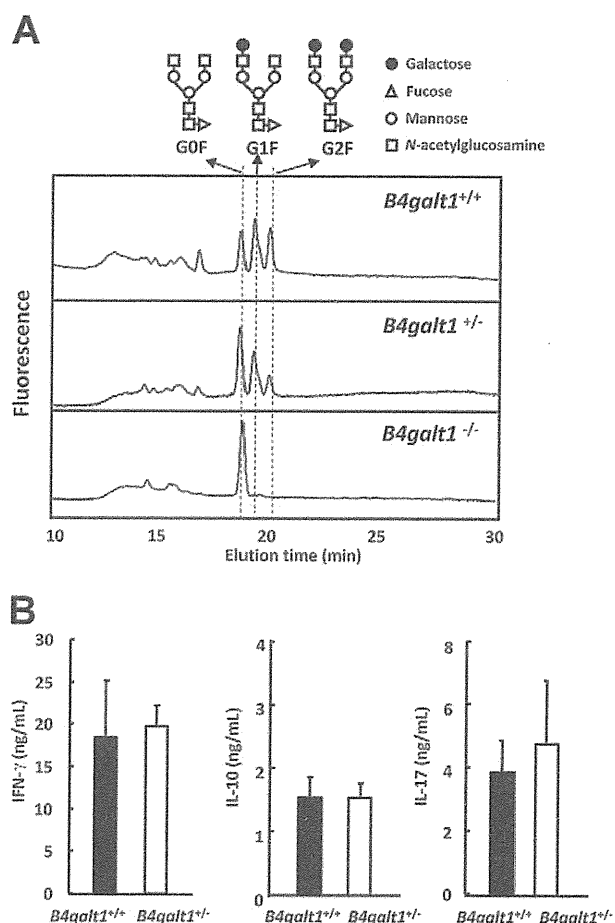 A
Galactose
Fucose
Mannose
N-acetylglucosamine
G0F G1F G2F
B4galt1+/+
B4galt1 +/-
B4galt1 -/-
Fluorescence
10 15 20 25 30
Elution time (min)
B
IFN-γ (ng/mL)
30
25
20
15
10
5
0
B4galt1+/+ B4galt1+/-
IL-10 (ng/mL)
4
3
2
1
0
B4galt1+/+ B4galt1+/-
IL-17 (ng/mL)
8
6
4
2
0
B4galt1+/+ B4galt1+/-